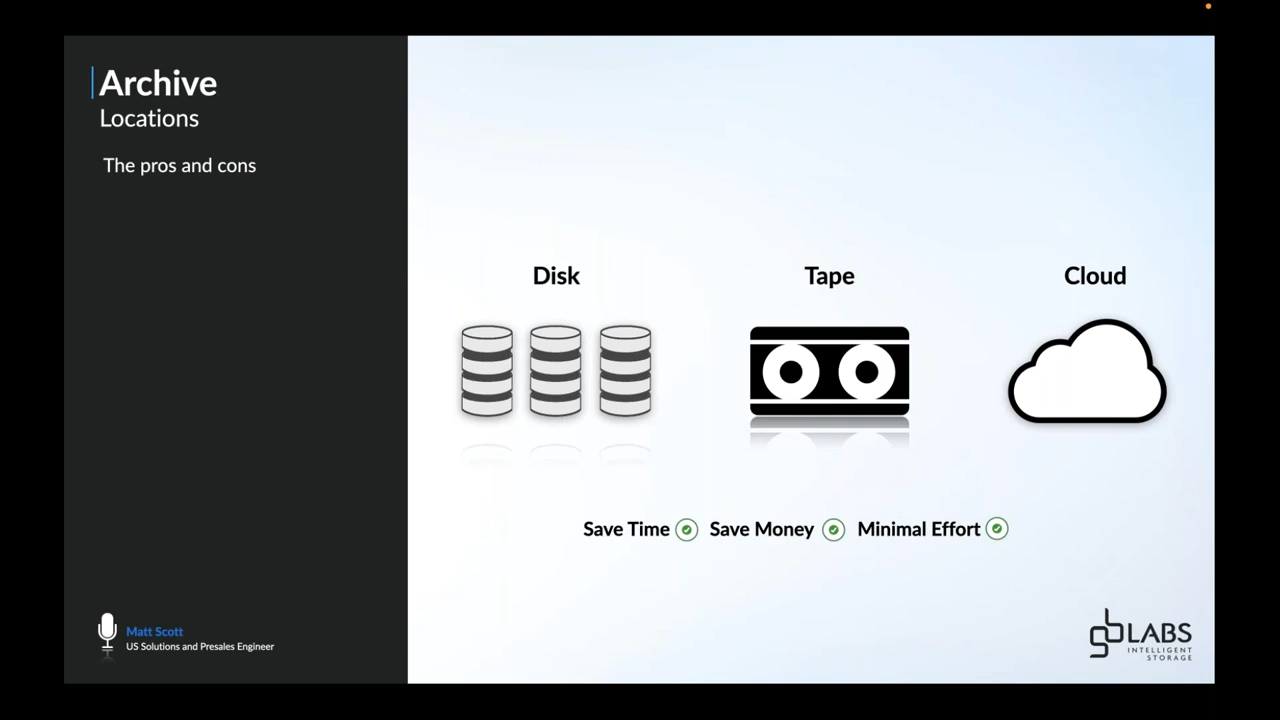 Archive
Locations
The pros and cons
Disk
Tape
Cloud
Save Time
Save Money
Minimal Effort
Matt Scott
US Solutions and Presales Engineer
gb LABS
INTELLIGENT
STORAGE